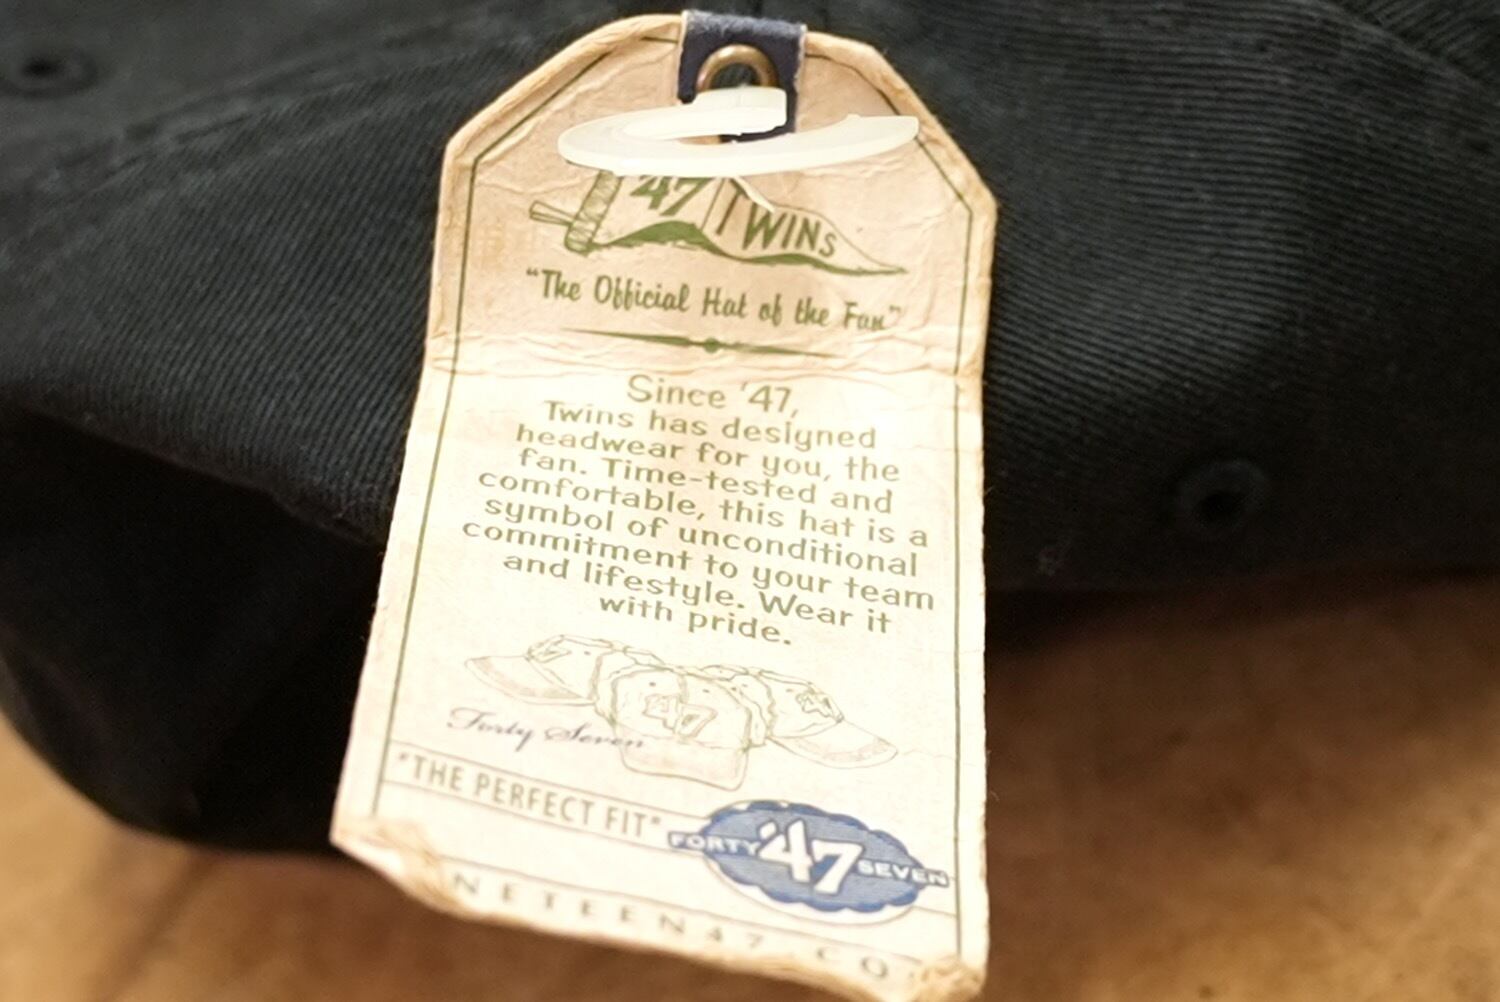 '47 TWINS
"The Official Hat of the Fan"
Since '47,
Twins has designed
headwear for you, the
fan. Time-tested and
comfortable, this hat is a
symbol of unconditional
commitment to your team
and lifestyle. Wear it
with pride.
'47
Forty Seven
"THE PERFECT FIT"
FORTY '47 SEVEN
NETEEN47.CO